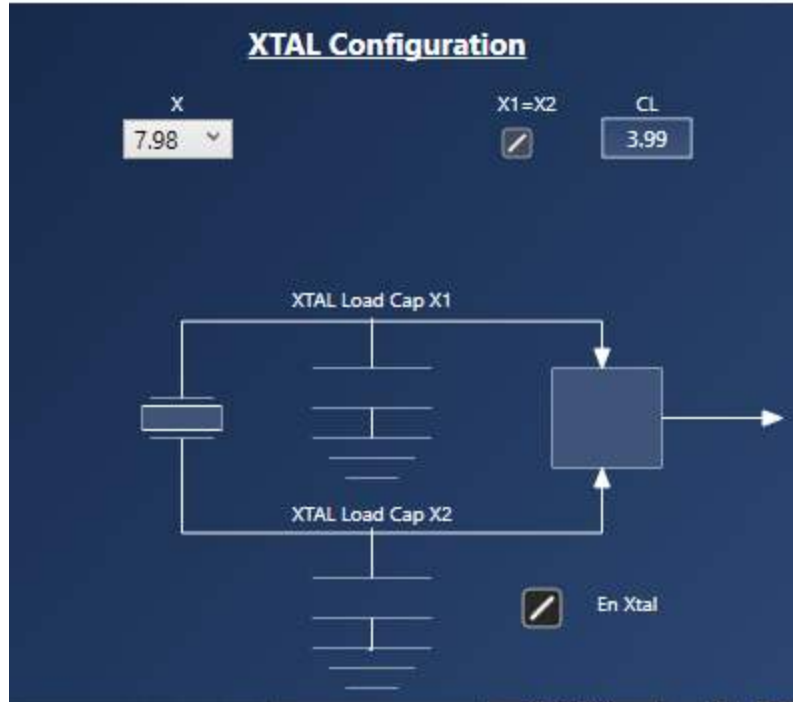 XTAL Configuration
X X1=X2 CL
7.98 3.99
XTAL Load Cap X1
XTAL Load Cap X2
En Xtal